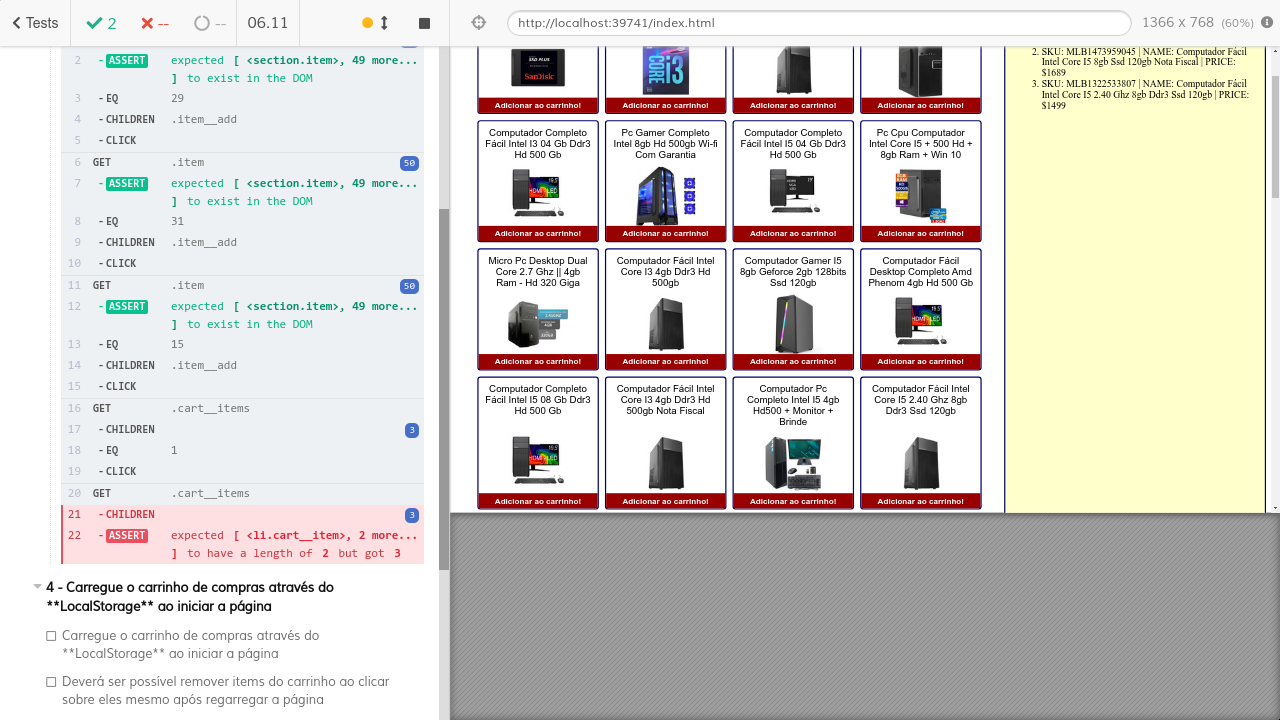 Tests
2
--
--
06.11
http://localhost:39741/index.html
1366 x 768 (60%)
2 -ASSERT expected [ <section.item>, 49 more...
] to exist in the DOM
3 -EQ 29
4 -CHILDREN .item__add
5 -CLICK
6 GET .item 50
7 -ASSERT expected [ <section.item>, 49 more...
] to exist in the DOM
8 -EQ 31
9 -CHILDREN .item__add
10 -CLICK
11 GET .item 50
12 -ASSERT expected [ <section.item>, 49 more...
] to exist in the DOM
13 -EQ 15
14 -CHILDREN .item__add
15 -CLICK
16 GET .cart__items
17 -CHILDREN 3
18 -EQ 1
19 -CLICK
20 GET .cart__items
21 -CHILDREN 3
22 -ASSERT expected [ <li.cart__item>, 2 more...
] to have a length of 2 but got 3
4 - Carregue o carrinho de compras através do
**LocalStorage** ao iniciar a página
Carregue o carrinho de compras através do
**LocalStorage** ao iniciar a página
Deverá ser possível remover items do carrinho ao clicar
sobre eles mesmo após regarregar a página
SSD PLUS
SanDisk
CORE i3
Adicionar ao carrinho!
Adicionar ao carrinho!
Adicionar ao carrinho!
Adicionar ao carrinho!
Computador Completo
Fácil Intel I3 04 Gb Ddr3
Hd 500 Gb
Adicionar ao carrinho!
Pc Gamer Completo
Intel 8gb Hd 500gb Wi-fi
Com Garantia
Adicionar ao carrinho!
Computador Completo
Fácil Intel I5 04 Gb Ddr3
Hd 500 Gb
Adicionar ao carrinho!
Pc Cpu Computador
Intel Core I5 + 500 Hd +
8gb Ram + Win 10
Adicionar ao carrinho!
Micro Pc Desktop Dual
Core 2.7 Ghz || 4gb
Ram - Hd 320 Giga
Adicionar ao carrinho!
Computador Fácil Intel
Core I3 4gb Ddr3 Hd
500gb
Adicionar ao carrinho!
Computador Gamer I5
8gb Geforce 2gb 128bits
Ssd 120gb
Adicionar ao carrinho!
Computador Fácil
Desktop Completo Amd
Phenom 4gb Hd 500 Gb
Adicionar ao carrinho!
Computador Completo
Fácil Intel I5 08 Gb Ddr3
Hd 500 Gb
Adicionar ao carrinho!
Computador Fácil Intel
Core I3 4gb Ddr3 Hd
500gb Nota Fiscal
Adicionar ao carrinho!
Computador Pc
Completo Intel I5 4gb
Hd500 + Monitor +
Brinde
Adicionar ao carrinho!
Computador Fácil Intel
Core I5 2.40 Ghz 8gb
Ddr3 Ssd 120gb
Adicionar ao carrinho!
2. SKU: MLB1473959045 | NAME: Computador Fácil
Intel Core I5 8gb Ssd 120gb Nota Fiscal | PRICE:
$1689
3. SKU: MLB1322093807 | NAME: Computador Fácil
Intel Core I5 2.40 Ghz 8gb Ddr3 Ssd 120gb | PRICE:
$1499